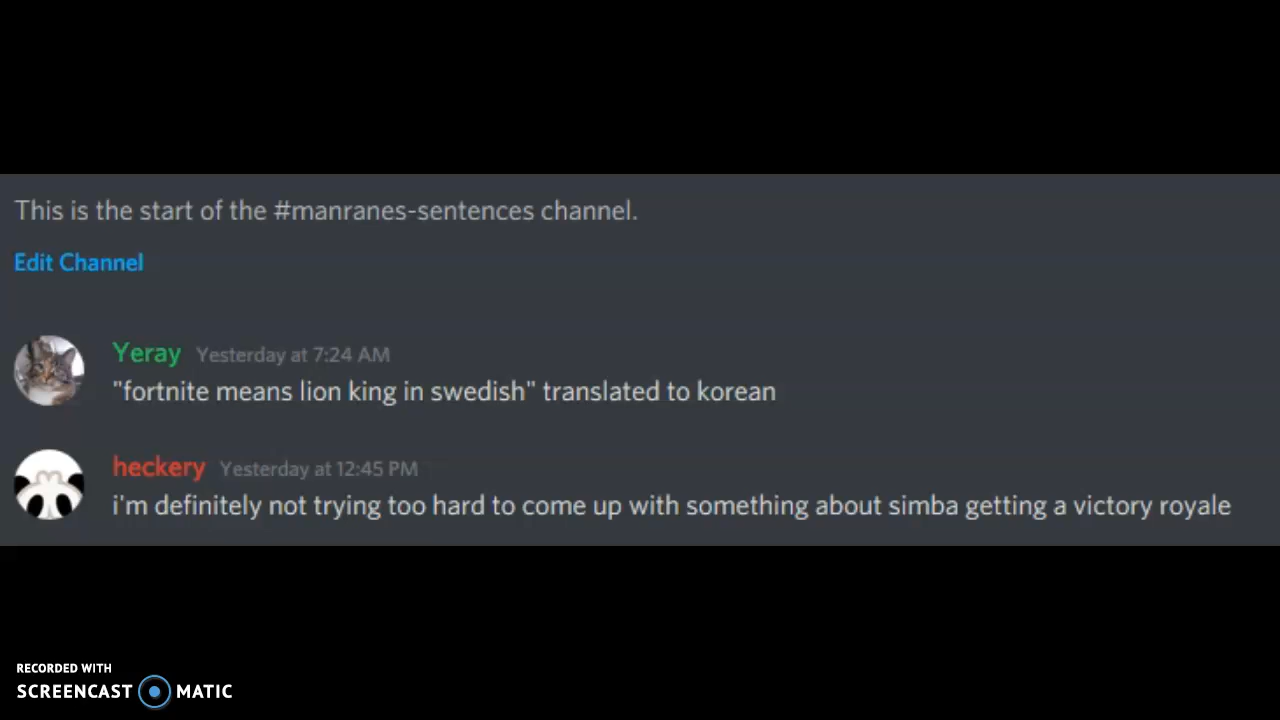 This is the start of the #manranes-sentences channel.
Edit Channel
Yeray Yesterday at 7:24 AM
"fortnite means lion king in swedish" translated to korean
heckery Yesterday at 12:45 PM
i'm definitely not trying too hard to come up with something about simba getting a victory royale
RECORDED WITH
SCREENCAST MATIC